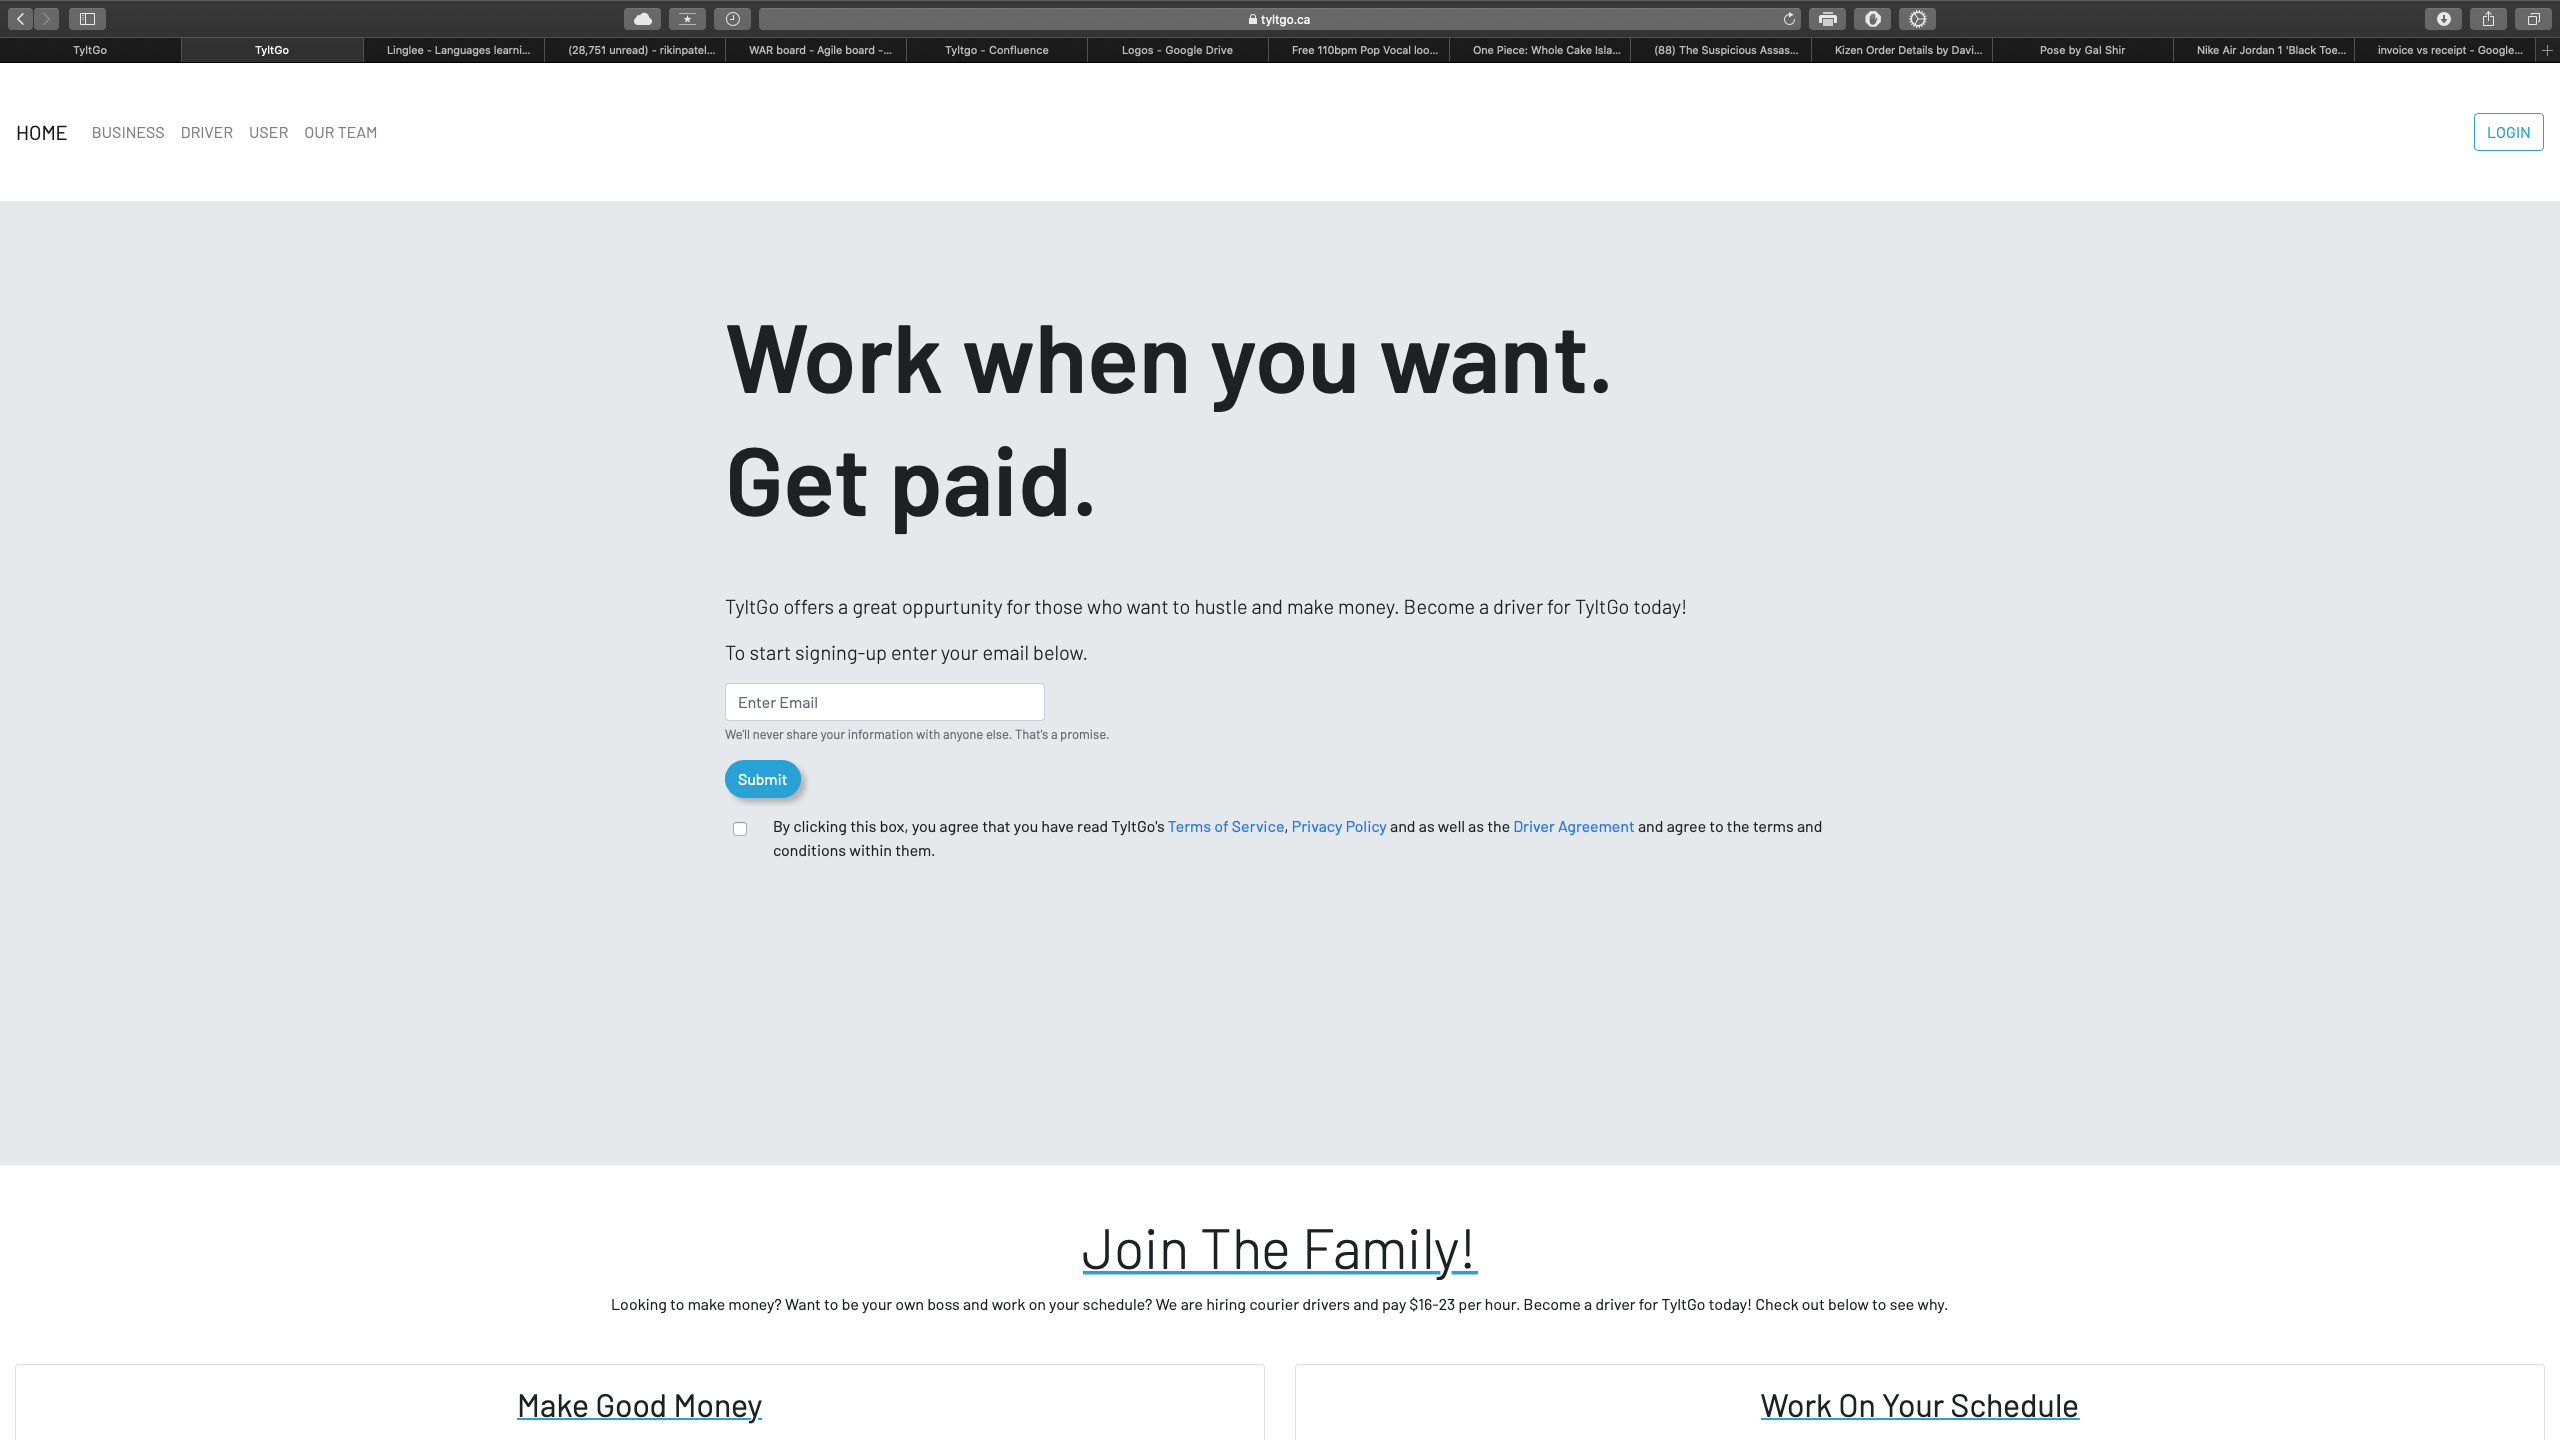 tyltgo.ca
TyltGo
TyltGo
Linglee - Languages learni...
(28,751 unread) - rikinpatel...
WAR board - Agile board -...
Tyltgo - Confluence
Logos - Google Drive
Free 110bpm Pop Vocal loo...
One Piece: Whole Cake Isla...
(88) The Suspicious Assas...
Kizen Order Details by Davi...
Pose by Gal Shir
Nike Air Jordan 1 'Black Toe...
invoice vs receipt - Google...
HOME
BUSINESS
DRIVER
USER
OUR TEAM
LOGIN
Work when you want.
Get paid.
TyltGo offers a great oppurtunity for those who want to hustle and make money. Become a driver for TyltGo today!
To start signing-up enter your email below.
Enter Email
We'll never share your information with anyone else. That's a promise.
Submit
By clicking this box, you agree that you have read TyltGo's Terms of Service, Privacy Policy and as well as the Driver Agreement and agree to the terms and
conditions within them.
Join The Family!
Looking to make money? Want to be your own boss and work on your schedule? We are hiring courier drivers and pay $16-23 per hour. Become a driver for TyltGo today! Check out below to see why.
Make Good Money
Work On Your Schedule